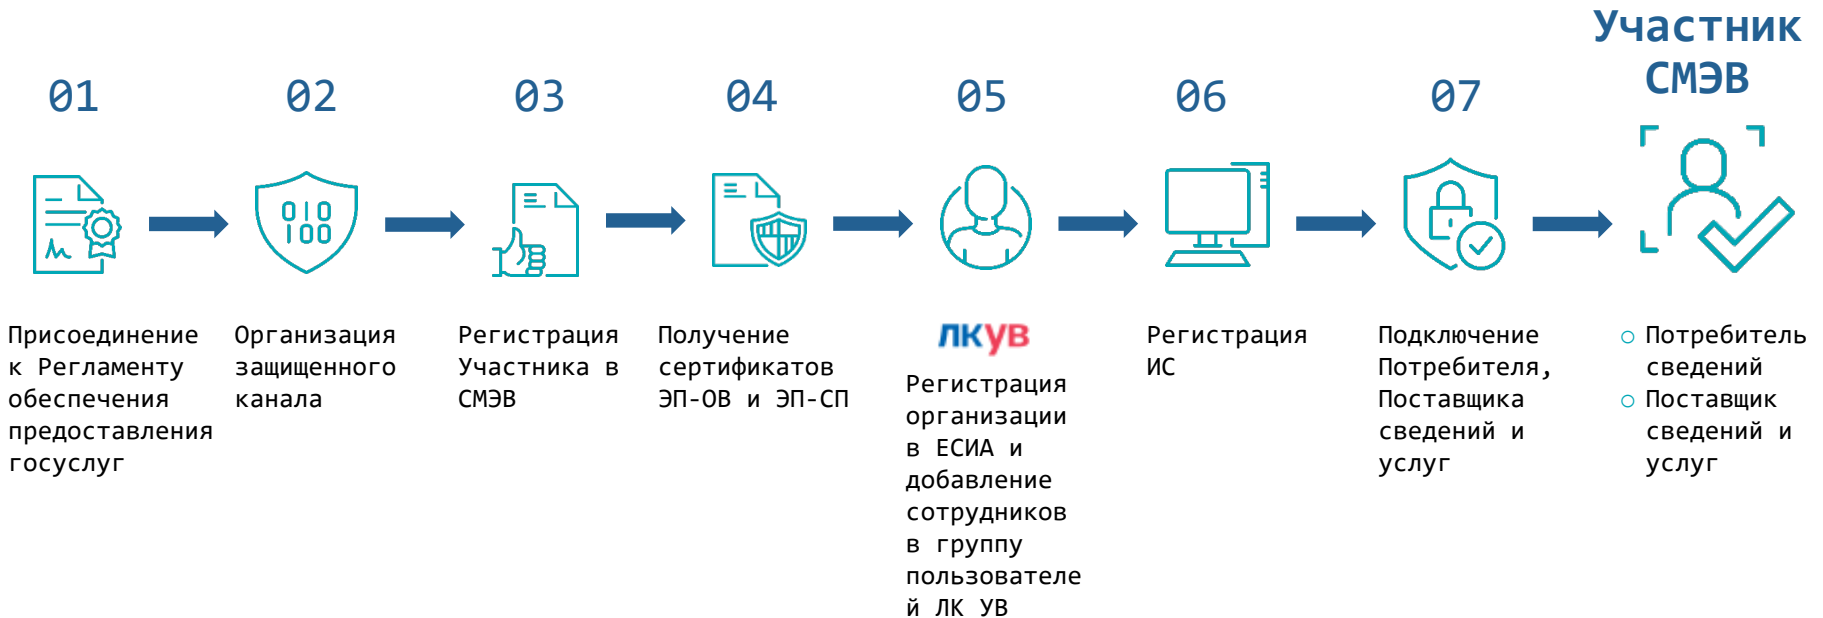 Участник
СМЭВ
01
02
03
04
05
06
07
010
100
Присоединение
к Регламенту
обеспечения
предоставления
госуслуг
Организация
защищенного
канала
Регистрация
Участника в
СМЭВ
Получение
сертификатов
ЭП-ОВ и ЭП-СП
ЛКУВ
Регистрация
организации
в ЕСИА и
добавление
сотрудников
в группу
пользователе
й ЛК УВ
Регистрация
ИС
Подключение
Потребителя,
Поставщика
сведений и
услуг
○ Потребитель
сведений
○ Поставщик
сведений и
услуг